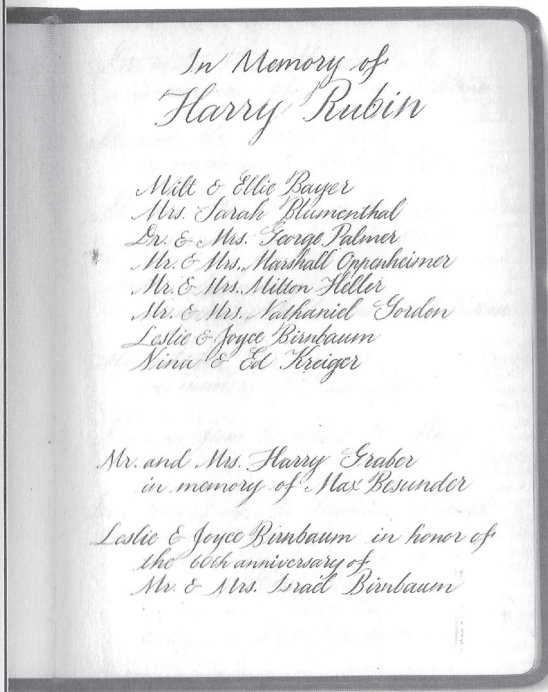 In Memory of
Harry Rubin
Milt & Ellie Bayer
Mrs. Sarah Blumenthal
Dr. & Mrs. George Palmer
Mr. & Mrs. Marshall Oppenheimer
Mr. & Mrs. Milton Heller
Mr. & Mrs. Nathaniel Gordon
Leslie & Joyce Birnbaum
Nina & Ed Kreiger
Mr. and Mrs. Harry Graber
in memory of Max Besunder
Leslie & Joyce Birnbaum in honor of
the 60th anniversary of
Mr. & Mrs. Israel Birnbaum